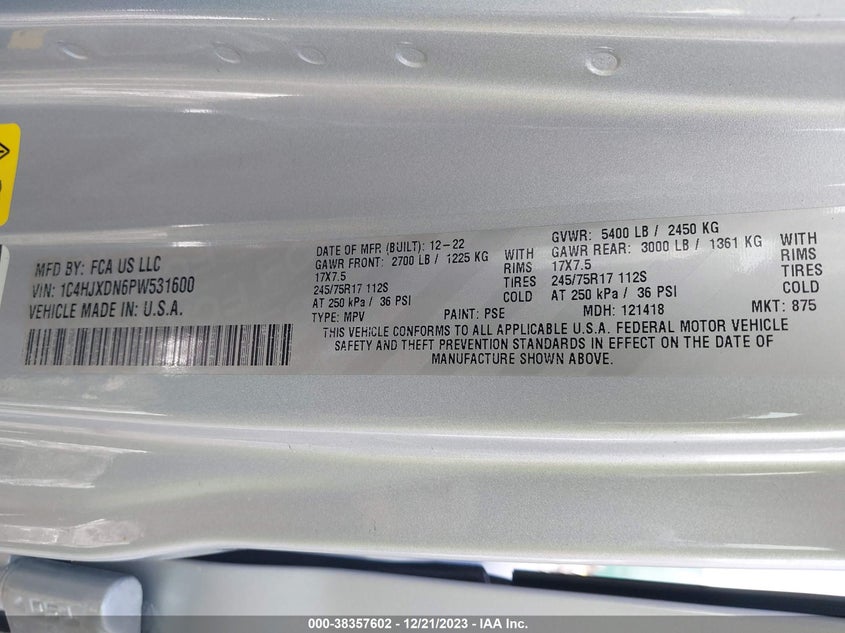 MFD BY: FCA US LLC
VIN: 1C4HJXDN6PW531600
VEHICLE MADE IN: U.S.A.
DATE OF MFR (BUILT): 12-22
GAWR FRONT: 2700 LB / 1225 KG WITH
17X7.5 RIMS
245/75R17 112S TIRES
AT 250 kPa / 36 PSI COLD
GVWR: 5400 LB / 2450 KG
GAWR REAR: 3000 LB / 1361 KG WITH
17X7.5 RIMS
245/75R17 112S TIRES
AT 250 kPa / 36 PSI COLD
TYPE: MPV PAINT: PSE MDH: 121418 MKT: 875
THIS VEHICLE CONFORMS TO ALL APPLICABLE U.S.A. FEDERAL MOTOR VEHICLE
SAFETY AND THEFT PREVENTION STANDARDS IN EFFECT ON THE DATE OF
MANUFACTURE SHOWN ABOVE.
000-38357602 - 12/21/2023 - IAA Inc.